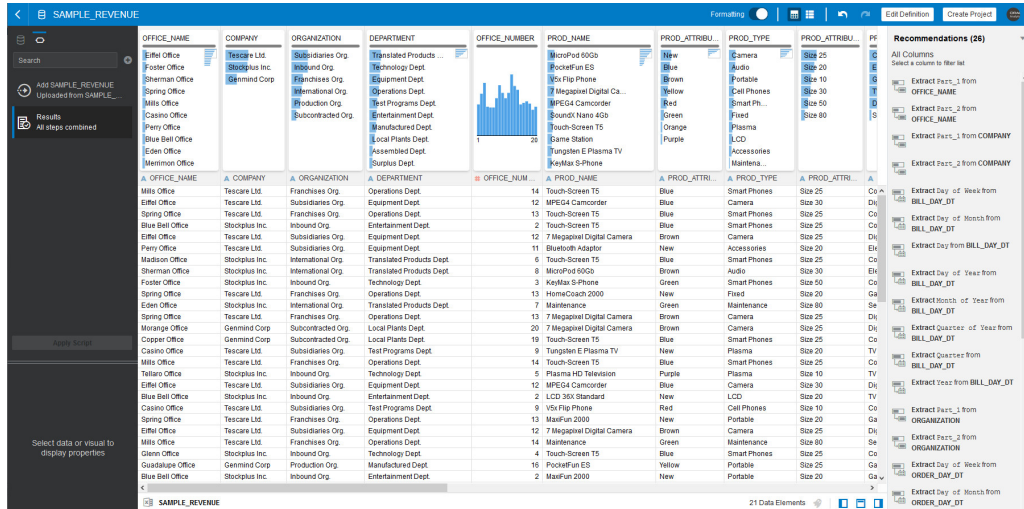 SAMPLE_REVENUE
Formatting
Edit Definition
Create Project
Search
Add SAMPLE_REVENUE
Uploaded from SAMPLE_...
Results
All steps combined
Apply Script
Select data or visual to
display properties
OFFICE_NAME COMPANY ORGANIZATION DEPARTMENT OFFICE_NUMBER PROD_NAME PROD_ATTRIBU... PROD_TYPE PROD_ATTRIBU...
Eiffel Office Tescare Ltd. Subsidiaries Org. Translated Products ... MicroPod 60Gb New Camera Size 25
Foster Office Stockplus Inc. Inbound Org. Technology Dept. PocketFun ES Blue Audio Size 20
Sherman Office Genmind Corp Franchises Org. Equipment Dept. V5x Flip Phone Brown Portable Size 10
Spring Office International Org. Operations Dept. 7 Megapixel Digital Ca... Yellow Cell Phones Size 30
Mills Office Production Org. Test Programs Dept. MPEG4 Camcorder Red Smart Ph... Size 50
Casino Office Subcontracted Org. Entertainment Dept. SoundX Nano 4Gb Green Fixed Size 80
Perry Office Manufactured Dept. Touch-Screen T5 Orange Plasma
Blue Bell Office Local Plants Dept. Game Station Purple LCD
Eden Office Assembled Dept. Tungsten E Plasma TV Accessories
Merrimon Office Surplus Dept. 1 20 KeyMax S-Phone Maintena...
A OFFICE_NAME A COMPANY A ORGANIZATION A DEPARTMENT # OFFICE_NUM... A PROD_NAME A PROD_ATTRI... A PROD_TYPE A PROD_ATTRI... A
Mills Office Tescare Ltd. Franchises Org. Operations Dept. 14 Touch-Screen T5 Blue Smart Phones Size 25 Co
Eiffel Office Tescare Ltd. Subsidiaries Org. Equipment Dept. 12 MPEG4 Camcorder Blue Camera Size 30 Dig
Spring Office Tescare Ltd. Franchises Org. Operations Dept. 13 Touch-Screen T5 Blue Smart Phones Size 25 Co
Blue Bell Office Stockplus Inc. Inbound Org. Entertainment Dept. 2 Touch-Screen T5 Blue Smart Phones Size 25 Co
Eiffel Office Tescare Ltd. Subsidiaries Org. Equipment Dept. 12 7 Megapixel Digital Camera Brown Camera Size 25 Dig
Perry Office Tescare Ltd. Subsidiaries Org. Equipment Dept. 11 Bluetooth Adaptor New Accessories Size 20 Ele
Madison Office Stockplus Inc. International Org. Translated Products Dept. 6 Touch-Screen T5 Blue Smart Phones Size 25 Co
Sherman Office Stockplus Inc. International Org. Translated Products Dept. 8 MicroPod 60Gb Brown Audio Size 30 Ele
Foster Office Stockplus Inc. Inbound Org. Technology Dept. 3 KeyMax S-Phone Green Smart Phones Size 50 Co
Spring Office Tescare Ltd. Franchises Org. Operations Dept. 13 HomeCoach 2000 New Fixed Size 20 Ga
Eden Office Stockplus Inc. International Org. Translated Products Dept. 7 Maintenance Green Maintenance Size 80 Se
Spring Office Tescare Ltd. Franchises Org. Operations Dept. 13 7 Megapixel Digital Camera Brown Camera Size 25 Dig
Morange Office Genmind Corp Subcontracted Org. Local Plants Dept. 20 7 Megapixel Digital Camera Brown Camera Size 25 Dig
Copper Office Genmind Corp Subcontracted Org. Local Plants Dept. 19 Touch-Screen T5 Blue Smart Phones Size 25 Co
Casino Office Tescare Ltd. Subsidiaries Org. Test Programs Dept. 9 Tungsten E Plasma TV New Plasma Size 20 TV
Mills Office Tescare Ltd. Franchises Org. Operations Dept. 14 Touch-Screen T5 Blue Smart Phones Size 25 Co
Tellaro Office Stockplus Inc. Inbound Org. Technology Dept. 5 Plasma HD Television Purple Plasma Size 10 TV
Eiffel Office Tescare Ltd. Subsidiaries Org. Equipment Dept. 12 MPEG4 Camcorder Blue Camera Size 30 Dig
Blue Bell Office Stockplus Inc. Inbound Org. Entertainment Dept. 2 LCD 36X Standard New LCD Size 20 TV
Casino Office Tescare Ltd. Subsidiaries Org. Test Programs Dept. 9 V5x Flip Phone Red Cell Phones Size 10 Co
Spring Office Tescare Ltd. Franchises Org. Operations Dept. 13 MaxiFun 2000 New Portable Size 20 Ga
Eiffel Office Tescare Ltd. Subsidiaries Org. Equipment Dept. 12 7 Megapixel Digital Camera Brown Camera Size 25 Dig
Mills Office Tescare Ltd. Franchises Org. Operations Dept. 14 Maintenance Green Maintenance Size 80 Se
Glenn Office Stockplus Inc. Inbound Org. Technology Dept. 4 Touch-Screen T5 Blue Smart Phones Size 25 Co
Guadalupe Office Genmind Corp Production Org. Manufactured Dept. 16 PocketFun ES Yellow Portable Size 25 Ga
Blue Bell Office Stockplus Inc. Inbound Org. Entertainment Dept. 2 MaxiFun 2000 New Portable Size 20 Ga
SAMPLE_REVENUE
21 Data Elements
Recommendations (26)
All Columns
Select a column to filter list
Extract Part_1 from
OFFICE_NAME
Extract Part_2 from
OFFICE_NAME
Extract Part_1 from COMPANY
Extract Part_2 from COMPANY
Extract Day of Week from
BILL_DAY_DT
Extract Day of Month from
BILL_DAY_DT
Extract Day from BILL_DAY_DT
Extract Day of Year from
BILL_DAY_DT
Extract Month of Year from
BILL_DAY_DT
Extract Quarter of Year from
BILL_DAY_DT
Extract Quarter from
BILL_DAY_DT
Extract Year from BILL_DAY_DT
Extract Part_1 from
ORGANIZATION
Extract Part_2 from
ORGANIZATION
Extract Day of Week from
ORDER_DAY_DT
Extract Day of Month from
ORDER_DAY_DT